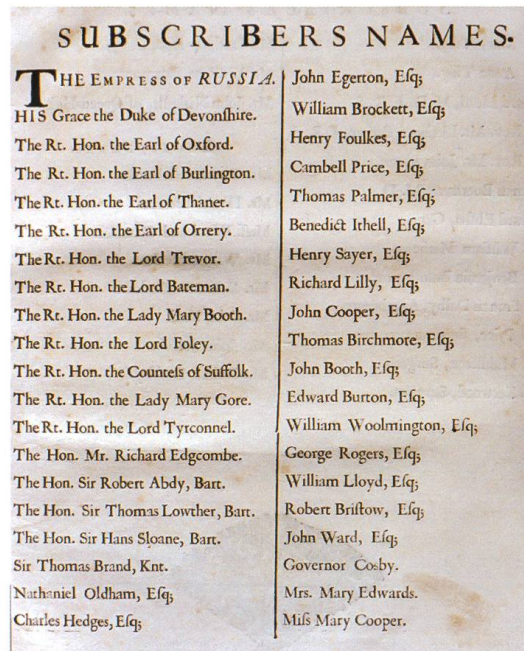 SUBSCRIBERS NAMES.
THE EMPRESS OF RUSSIA.
HIS Grace the Duke of Devonſhire.
The Rt. Hon. the Earl of Oxford.
The Rt. Hon. the Earl of Burlington.
The Rt. Hon. the Earl of Thanet.
The Rt. Hon. the Earl of Orrery.
The Rt. Hon. the Lord Trevor.
The Rt. Hon. the Lord Bateman.
The Rt. Hon. the Lady Mary Booth.
The Rt. Hon. the Lord Foley.
The Rt. Hon. the Counteſs of Suffolk.
The Rt. Hon. the Lady Mary Gore.
The Rt. Hon. the Lord Tyrconnel.
The Hon. Mr. Richard Edgcombe.
The Hon. Sir Robert Abdy, Bart.
The Hon. Sir Thomas Lowther, Bart.
The Hon. Sir Hans Sloane, Bart.
Sir Thomas Brand, Knt.
Nathaniel Oldham, Eſq;
Charles Hedges, Eſq;
John Egerton, Eſq;
William Brockett, Eſq;
Henry Foulkes, Eſq;
Cambell Price, Eſq;
Thomas Palmer, Eſq;
Benedict Ithell, Eſq;
Henry Sayer, Eſq;
Richard Lilly, Eſq;
John Cooper, Eſq;
Thomas Birchmore, Eſq;
John Booth, Eſq;
Edward Burton, Eſq;
William Woolmington, Eſq;
George Rogers, Eſq;
William Lloyd, Eſq;
Robert Briſtow, Eſq;
John Ward, Eſq;
Governor Cosby.
Mrs. Mary Edwards.
Miſs Mary Cooper.